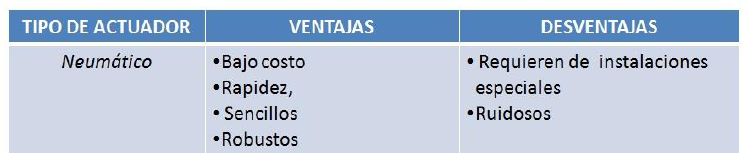 TIPO DE ACTUADOR
VENTAJAS
DESVENTAJAS
Neumático
•Bajo costo
•Rapidez,
• Sencillos
•Robustos
• Requieren de instalaciones
especiales
•Ruidosos